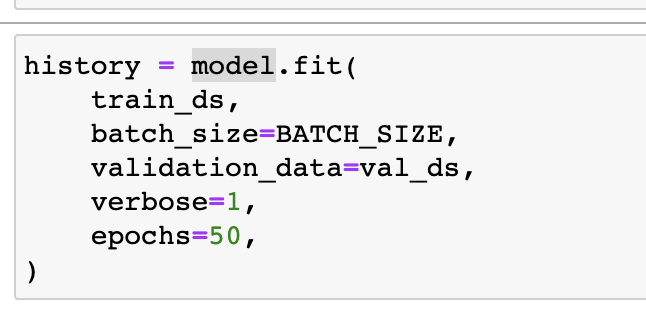 history = model.fit(
    train_ds,
    batch_size=BATCH_SIZE,
    validation_data=val_ds,
    verbose=1,
    epochs=50,
)